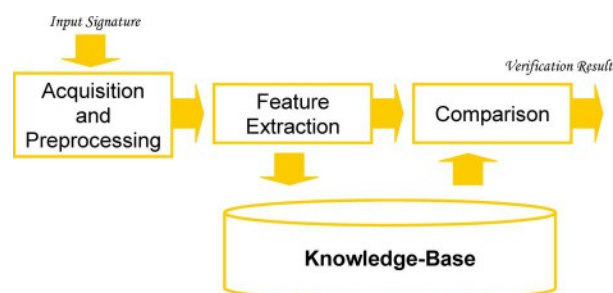 Input Signature
Verification Result
Acquisition
and
Preprocessing
Feature
Extraction
Comparison
Knowledge-Base